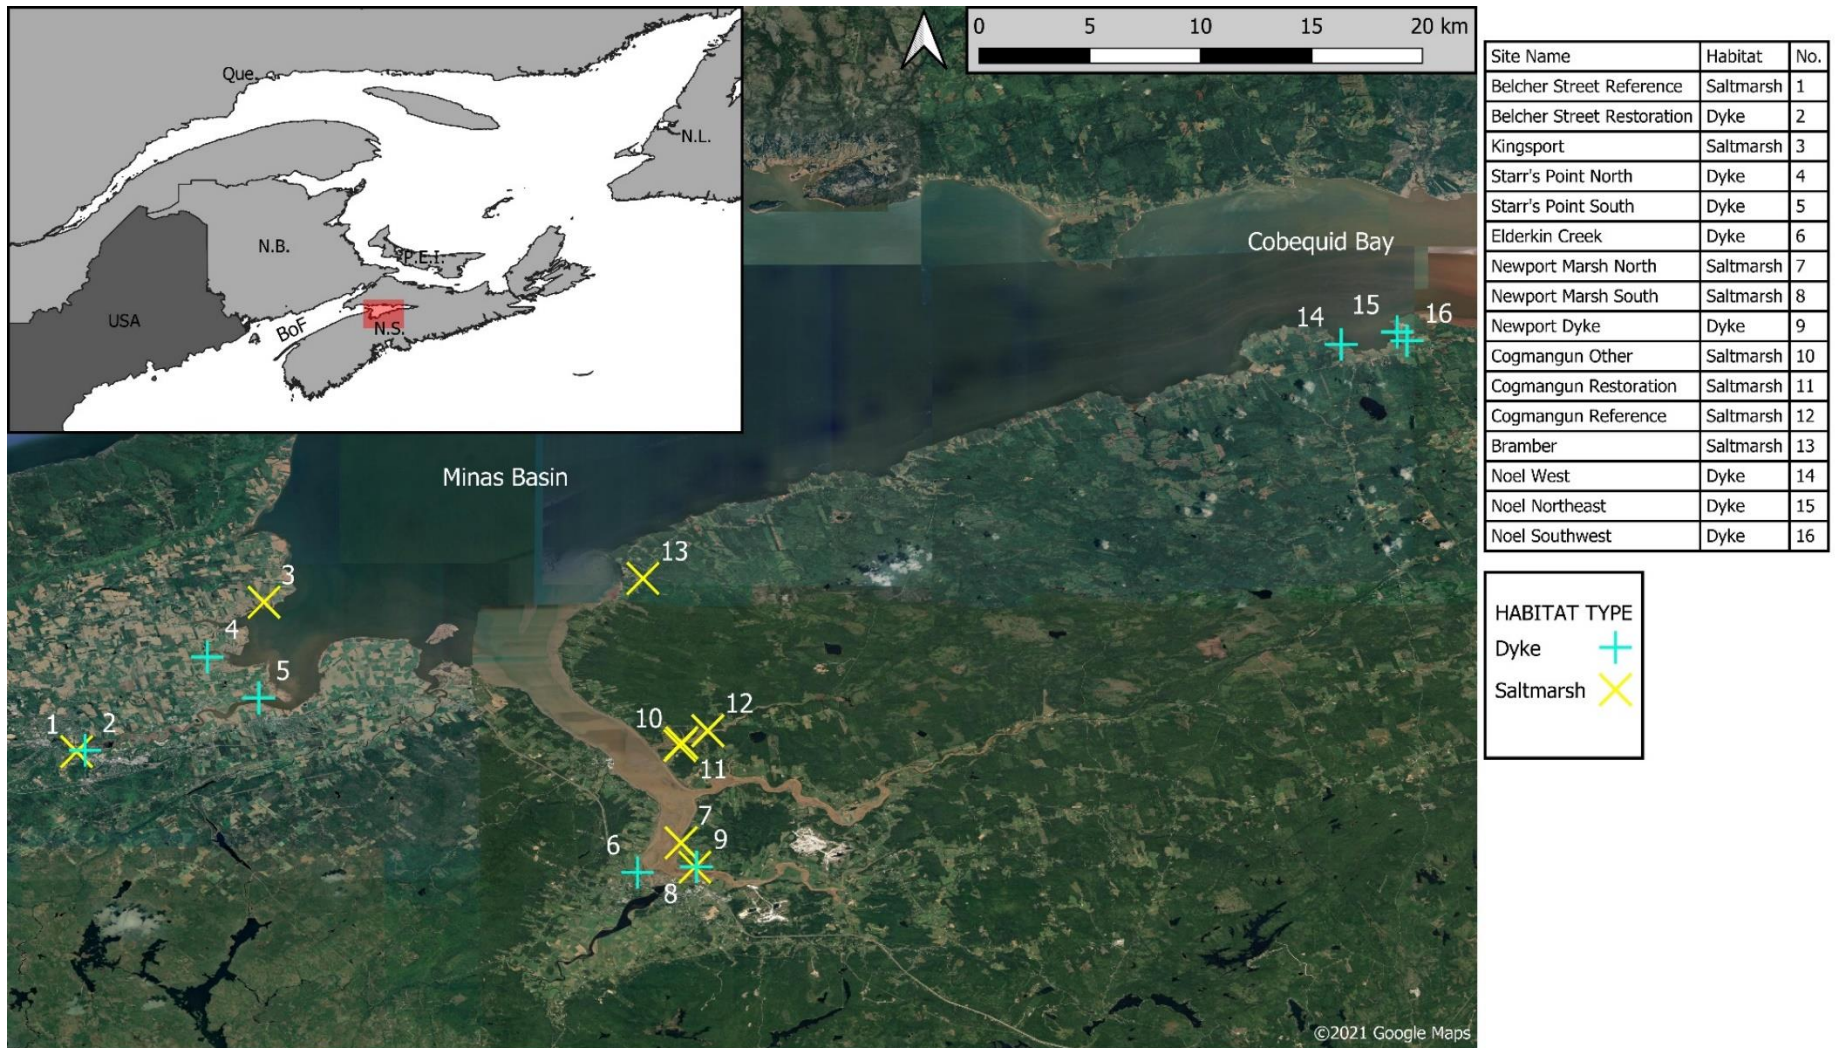 Que.
N.L.
N.B.
P.E.I.
USA
BoF
N.S.
0 5 10 15 20 km
Cobequid Bay
14 15 16
Minas Basin
13
3
4
5
1 2
10 12
11
7
6 9
8
©2021 Google Maps
Site Name Habitat No.
Belcher Street Reference Saltmarsh 1
Belcher Street Restoration Dyke 2
Kingsport Saltmarsh 3
Starr's Point North Dyke 4
Starr's Point South Dyke 5
Elderkin Creek Dyke 6
Newport Marsh North Saltmarsh 7
Newport Marsh South Saltmarsh 8
Newport Dyke Dyke 9
Cogmangun Other Saltmarsh 10
Cogmangun Restoration Saltmarsh 11
Cogmangun Reference Saltmarsh 12
Bramber Saltmarsh 13
Noel West Dyke 14
Noel Northeast Dyke 15
Noel Southwest Dyke 16
HABITAT TYPE
Dyke
Saltmarsh